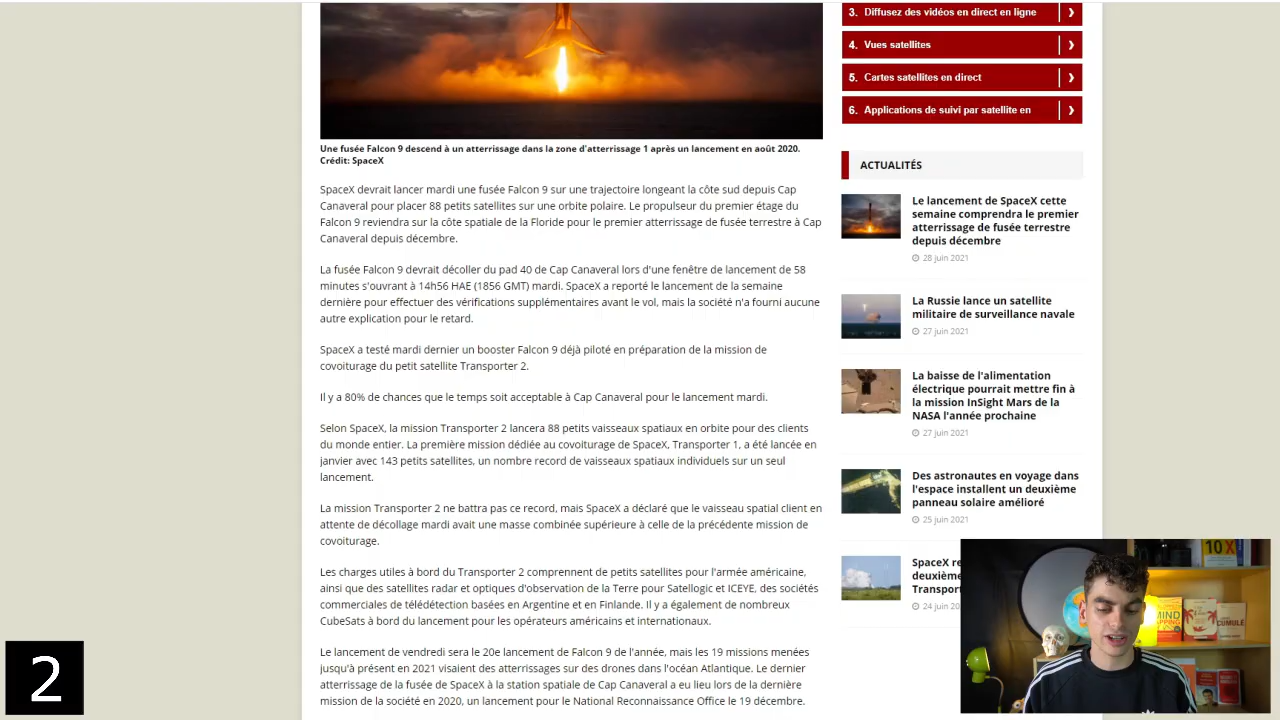 Une fusée Falcon 9 descend à un atterrissage dans la zone d'atterrissage 1 après un lancement en août 2020.
Crédit: SpaceX
SpaceX devrait lancer mardi une fusée Falcon 9 sur une trajectoire longeant la côte sud depuis Cap
Canaveral pour placer 88 petits satellites sur une orbite polaire. Le propulseur du premier étage du
Falcon 9 reviendra sur la côte spatiale de la Floride pour le premier atterrissage de fusée terrestre à Cap
Canaveral depuis décembre.
La fusée Falcon 9 devrait décoller du pad 40 de Cap Canaveral lors d'une fenêtre de lancement de 58
minutes s'ouvrant à 14h56 HAE (1856 GMT) mardi. SpaceX a reporté le lancement de la semaine
dernière pour effectuer des vérifications supplémentaires avant le vol, mais la société n'a fourni aucune
autre explication pour le retard.
SpaceX a testé mardi dernier un booster Falcon 9 déjà piloté en préparation de la mission de
covoiturage du petit satellite Transporter 2.
Il y a 80% de chances que le temps soit acceptable à Cap Canaveral pour le lancement mardi.
Selon SpaceX, la mission Transporter 2 lancera 88 petits vaisseaux spatiaux en orbite pour des clients
du monde entier. La première mission dédiée au covoiturage de SpaceX, Transporter 1, a été lancée en
janvier avec 143 petits satellites, un nombre record de vaisseaux spatiaux individuels sur un seul
lancement.
La mission Transporter 2 ne battra pas ce record, mais SpaceX a déclaré que le vaisseau spatial client en
attente de décollage mardi avait une masse combinée supérieure à celle de la précédente mission de
covoiturage.
Les charges utiles à bord du Transporter 2 comprennent de petits satellites pour l'armée américaine,
ainsi que des satellites radar et optiques d'observation de la Terre pour Satellogic et ICEYE, des sociétés
commerciales de télédétection basées en Argentine et en Finlande. Il y a également de nombreux
CubeSats à bord du lancement pour les opérateurs américains et internationaux.
Le lancement de vendredi sera le 20e lancement de Falcon 9 de l'année, mais les 19 missions menées
jusqu'à présent en 2021 visaient des atterrissages sur des drones dans l'océan Atlantique. Le dernier
atterrissage de la fusée de SpaceX à la station spatiale de Cap Canaveral a eu lieu lors de la dernière
mission de la société en 2020, un lancement pour le National Reconnaissance Office le 19 décembre.
3. Diffusez des vidéos en direct en ligne
4. Vues satellites
5. Cartes satellites en direct
6. Applications de suivi par satellite en
ACTUALITÉS
Le lancement de SpaceX cette
semaine comprendra le premier
atterrissage de fusée terrestre
depuis décembre
28 juin 2021
La Russie lance un satellite
militaire de surveillance navale
27 juin 2021
La baisse de l'alimentation
électrique pourrait mettre fin à
la mission InSight Mars de la
NASA l'année prochaine
27 juin 2021
Des astronautes en voyage dans
l'espace installent un deuxième
panneau solaire amélioré
25 juin 2021
SpaceX re
deuxième
Transport
24 juin 20
10 X
MIND
MAPPING
CUMULE
2